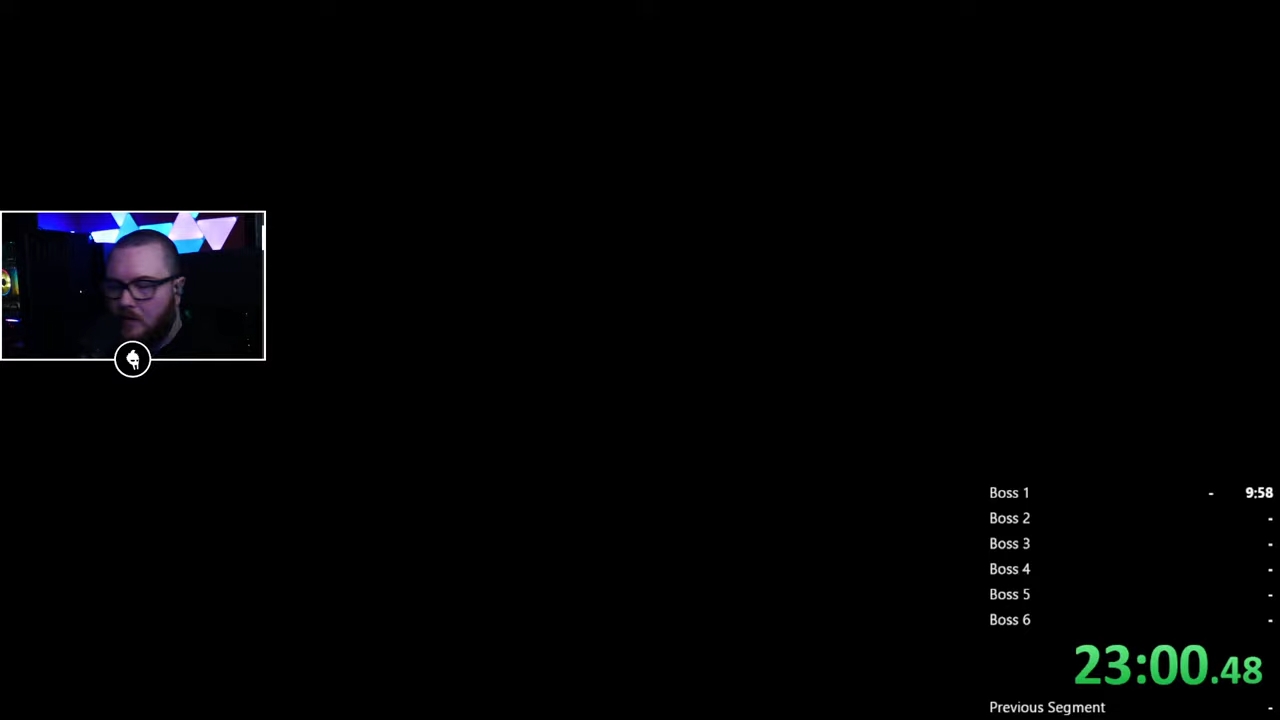 Boss 1 - 9:58
Boss 2 -
Boss 3 -
Boss 4 -
Boss 5 -
Boss 6 -
23:00.48
Previous Segment -